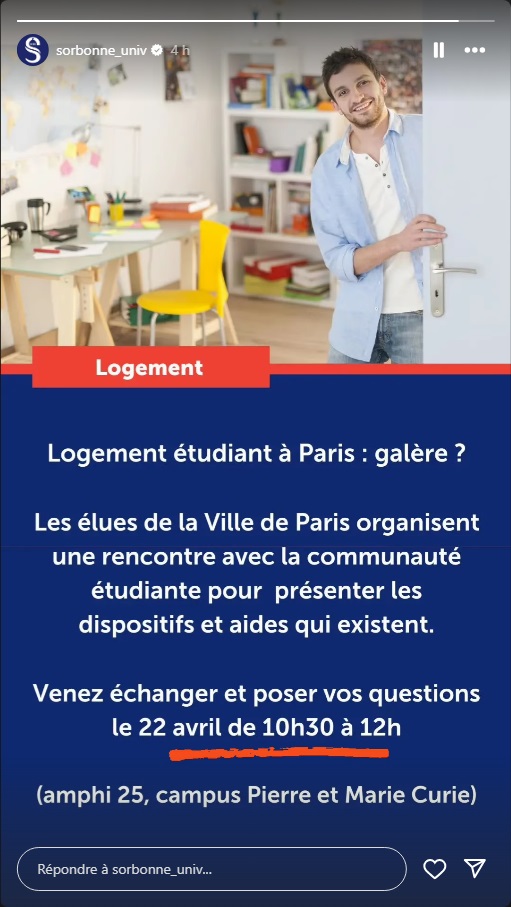 sorbonne_univ 4 h
Logement
Logement étudiant à Paris : galère ?
Les élues de la Ville de Paris organisent
une rencontre avec la communauté
étudiante pour  présenter les
dispositifs et aides qui existent.
Venez échanger et poser vos questions
le 22 avril de 10h30 à 12h
(amphi 25, campus Pierre et Marie Curie)
Répondre à sorbonne_univ...